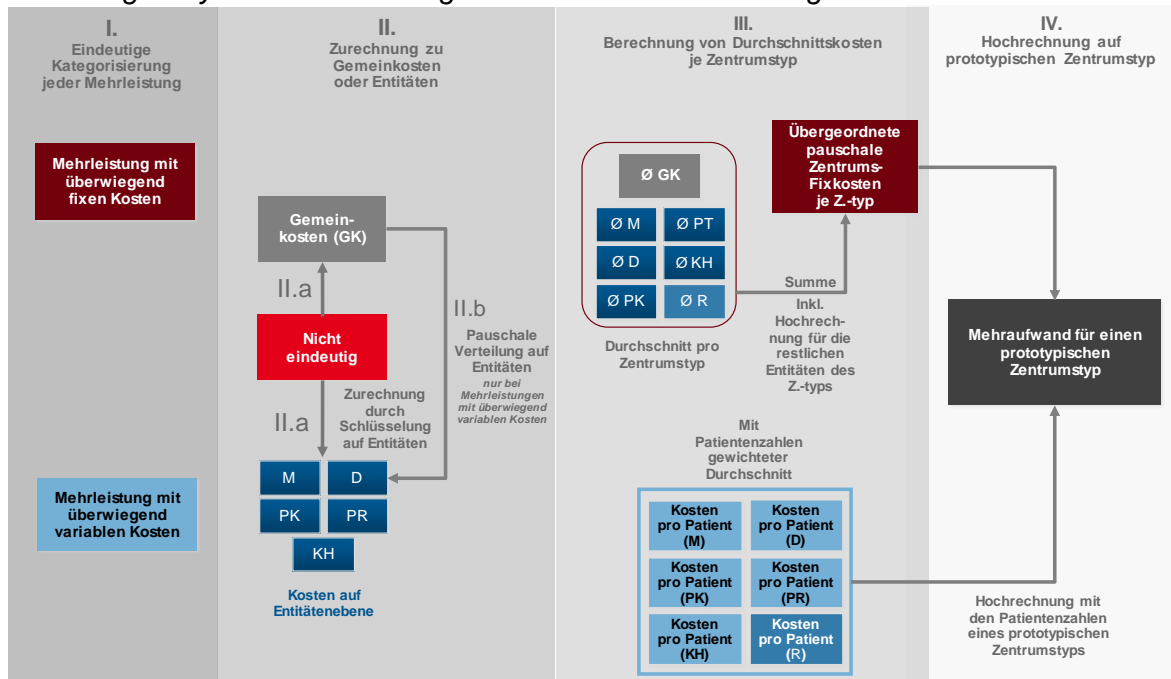 I.
Eindeutige
Kategorisierung
jeder Mehrleistung
II.
Zurechnung zu
Gemeinkosten
oder Entitäten
III.
Berechnung von Durchschnittskosten
je Zentrumstyp
IV.
Hochrechnung auf
prototypischen Zentrumstyp
Mehrleistung mit
überwiegend
fixen Kosten
Mehrleistung mit
überwiegend
variablen Kosten
Gemein-
kosten (GK)
II.a
Nicht
eindeutig
II.a
Zurechnung
durch
Schlüsselung
auf Entitäten
II.b
Pauschale
Verteilung auf
Entitäten
nur bei
Mehrleistungen
mit überwiegend
variablen Kosten
M
D
PK
PR
KH
Kosten auf
Entitätenebene
Ø GK
Ø M
Ø PT
Ø D
Ø KH
Ø PK
Ø R
Durchschnitt pro
Zentrumstyp
Übergeordnete
pauschale
Zentrums-
Fixkosten
je Z.-typ
Summe
Inkl.
Hochrech-
nung für die
restlichen
Entitäten des
Z.-typs
Mit
Patientenzahlen
gewichteter
Durchschnitt
Kosten
pro Patient
(M)
Kosten
pro Patient
(D)
Kosten
pro Patient
(PK)
Kosten
pro Patient
(PR)
Kosten
pro Patient
(KH)
Kosten
pro Patient
(R)
Mehraufwand für einen
prototypischen
Zentrumstyp
Hochrechnung mit
den Patientenzahlen
eines prototypischen
Zentrumstyps